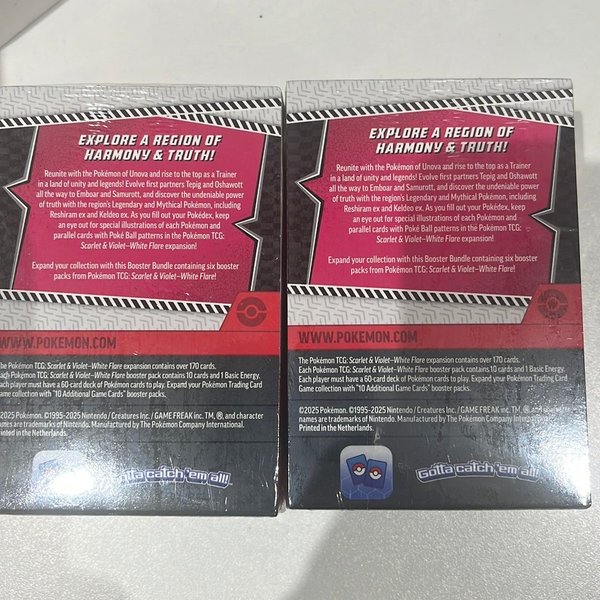 EXPLORE A REGION OF
HARMONY & TRUTH!
Reunite with the Pokémon of Unova and rise to the top as a Trainer
in a land of unity and legends! Evolve first partners Tepig and Oshawott
all the way to Emboar and Samurott, and discover the undeniable power
of truth with the region's Legendary and Mythical Pokémon, including
Reshiram ex and Keldeo ex. As you fill out your Pokédex, keep
an eye out for special illustrations of each Pokémon and
parallel cards with Poké Ball patterns in the Pokémon TCG:
Scarlet & Violet—White Flare expansion!
Expand your collection with this Booster Bundle containing six booster
packs from Pokémon TCG: Scarlet & Violet—White Flare!
WWW.POKEMON.COM
The Pokémon TCG: Scarlet & Violet—White Flare expansion contains over 170 cards.
Each Pokémon TCG: Scarlet & Violet—White Flare booster pack contains 10 cards and 1 Basic Energy.
Each player must have a 60-card deck of Pokémon cards to play. Expand your Pokémon Trading Card
Game collection with "10 Additional Game Cards" booster packs.
©2025 Pokémon. ©1995-2025 Nintendo / Creatures Inc. / GAME FREAK inc. TM, ®, and character
names are trademarks of Nintendo. Manufactured by The Pokémon Company International.
Printed in the Netherlands.
Gotta catch 'em all!
EXPLORE A REGION OF
HARMONY & TRUTH!
Reunite with the Pokémon of Unova and rise to the top as a Trainer
in a land of unity and legends! Evolve first partners Tepig and Oshawott
all the way to Emboar and Samurott, and discover the undeniable power
of truth with the region's Legendary and Mythical Pokémon, including
Reshiram ex and Keldeo ex. As you fill out your Pokédex, keep
an eye out for special illustrations of each Pokémon and
parallel cards with Poké Ball patterns in the Pokémon TCG:
Scarlet & Violet—White Flare expansion!
Expand your collection with this Booster Bundle containing six booster
packs from Pokémon TCG: Scarlet & Violet—White Flare!
WWW.POKEMON.COM
The Pokémon TCG: Scarlet & Violet—White Flare expansion contains over 170 cards.
Each Pokémon TCG: Scarlet & Violet—White Flare booster pack contains 10 cards and 1 Basic Energy.
Each player must have a 60-card deck of Pokémon cards to play. Expand your Pokémon Trading Card
Game collection with "10 Additional Game Cards" booster packs.
©2025 Pokémon. ©1995-2025 Nintendo / Creatures Inc. / GAME FREAK inc. TM, ®, and character
names are trademarks of Nintendo. Manufactured by The Pokémon Company International.
Printed in the Netherlands.
Gotta catch 'em all!